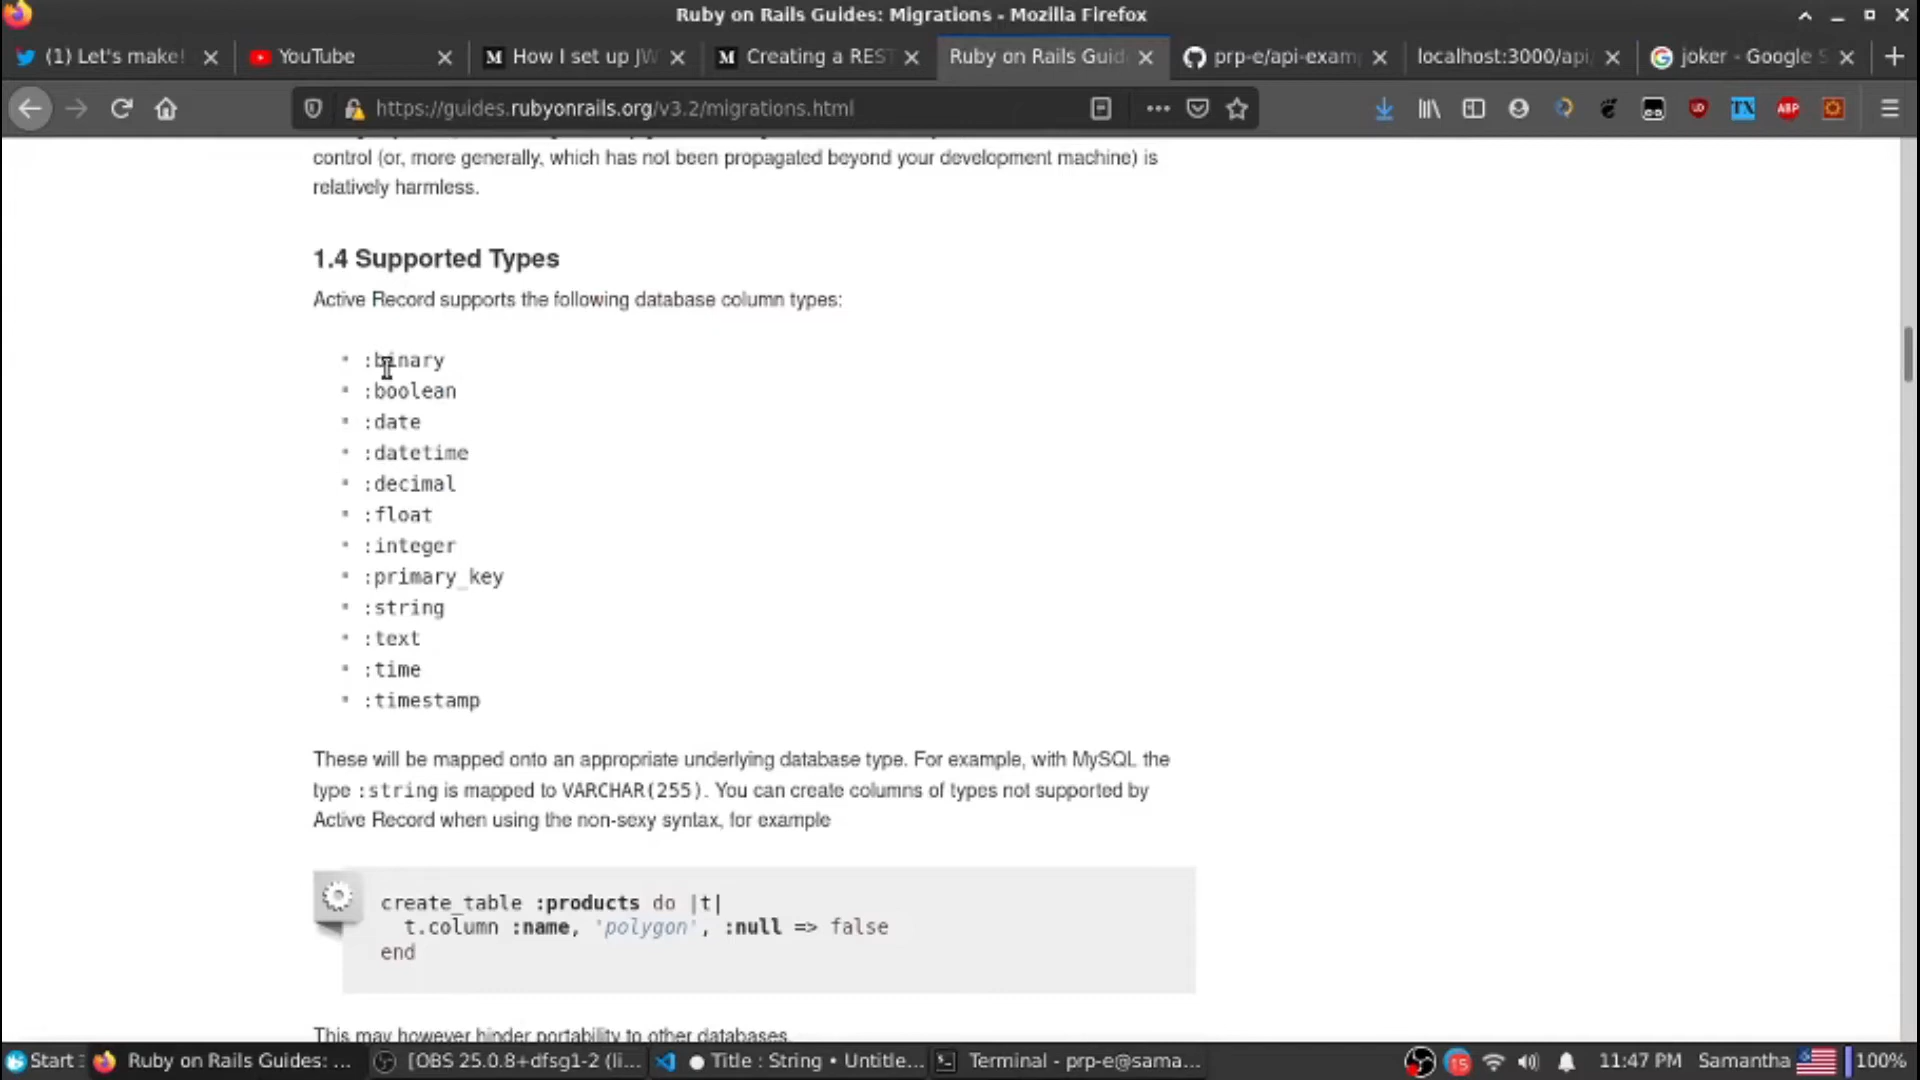 Ruby on Rails Guides: Migrations - Mozilla Firefox
(1) Let's make!
YouTube
How I set up JW
Creating a REST
Ruby on Rails Guid
prp-e/api-exam
localhost:3000/api
joker - Google S
https://guides.rubyonrails.org/v3.2/migrations.html
control (or, more generally, which has not been propagated beyond your development machine) is
relatively harmless.
1.4 Supported Types
Active Record supports the following database column types:
:binary
:boolean
:date
:datetime
:decimal
:float
:integer
:primary_key
:string
:text
:time
:timestamp
These will be mapped onto an appropriate underlying database type. For example, with MySQL the
type :string is mapped to VARCHAR(255). You can create columns of types not supported by
Active Record when using the non-sexy syntax, for example
create_table :products do |t|
t.column :name, 'polygon', :null => false
end
This may however hinder portability to other databases.
Start
Ruby on Rails Guides: ...
[OBS 25.0.8+dfsg1-2 (li...
Title : String • Untitle...
Terminal - prp-e@sama...
15
11:47 PM
Samantha
100%